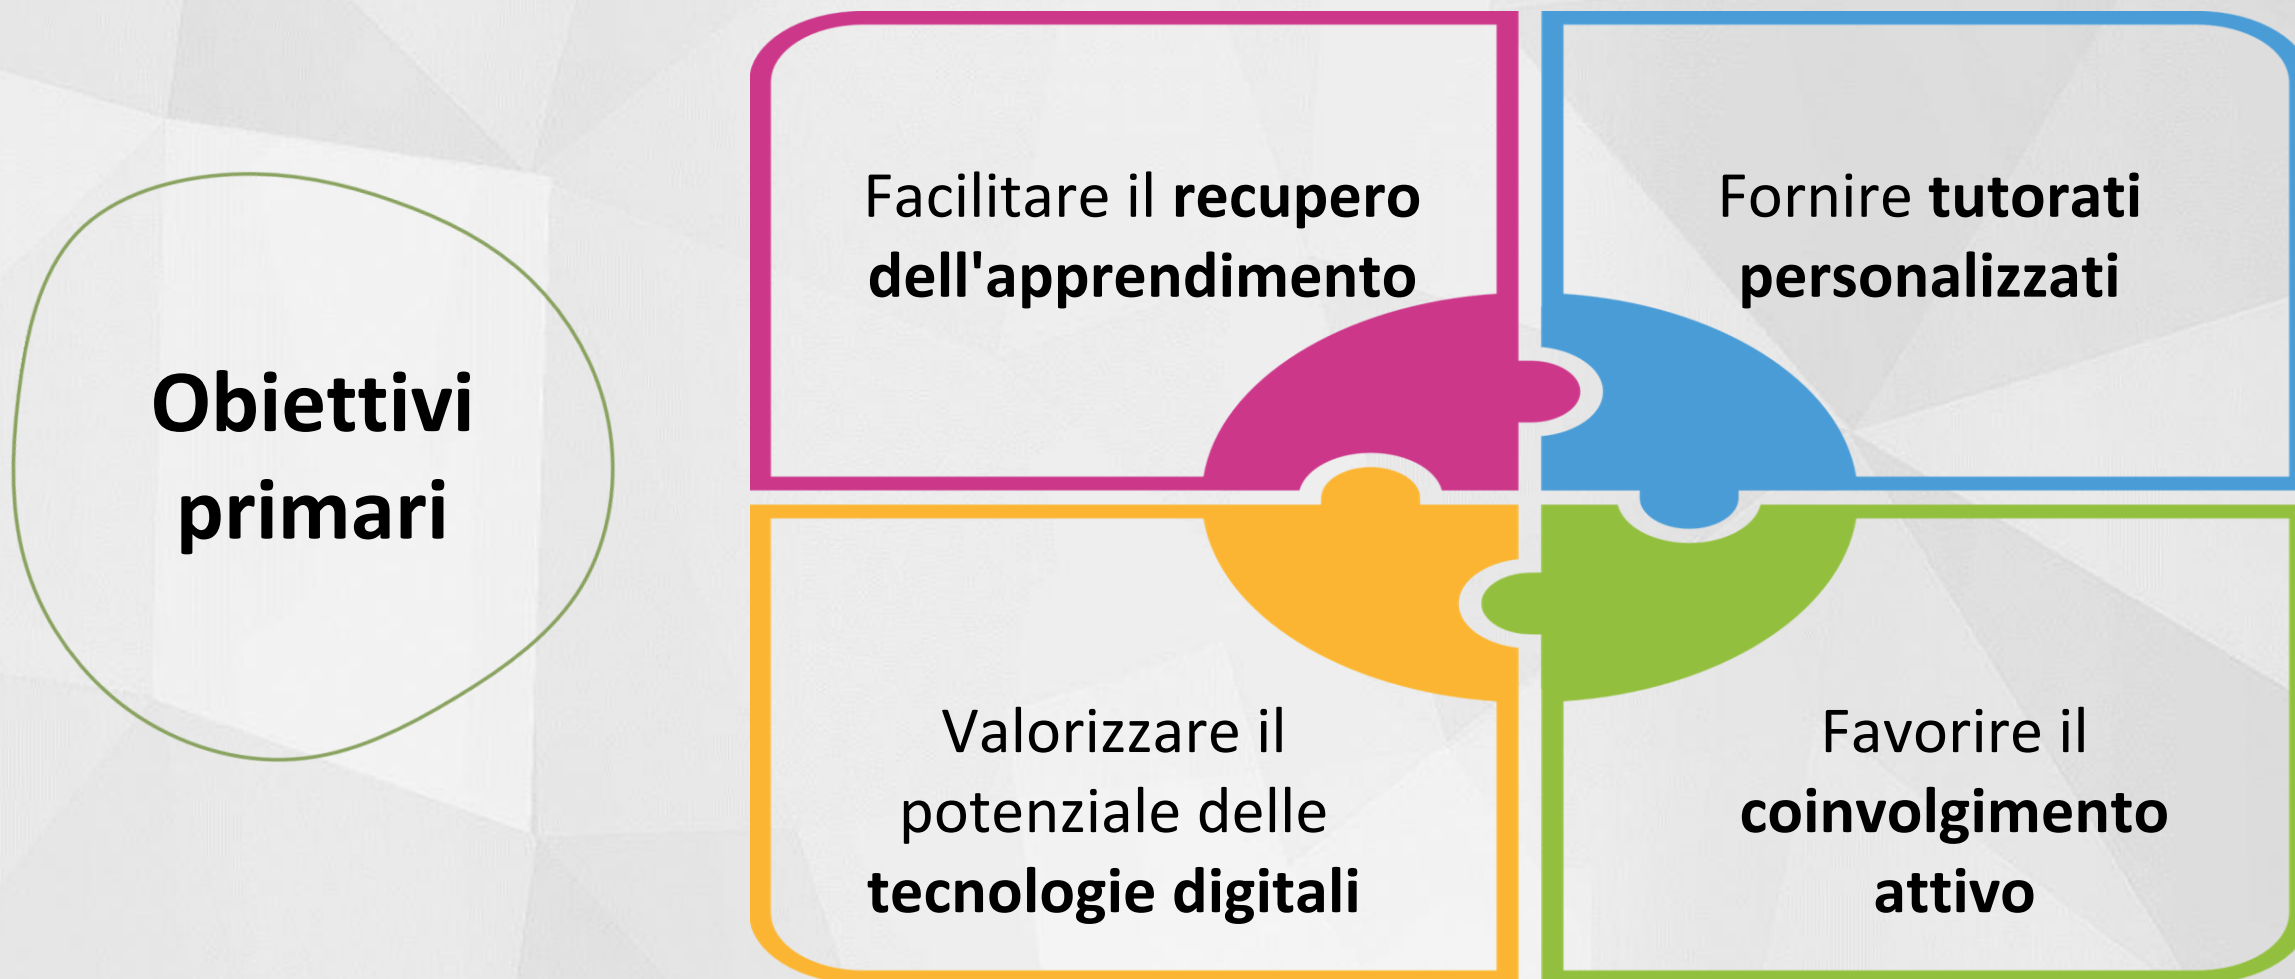 Obiettivi
primari
Facilitare il recupero
dell'apprendimento
Fornire tutorati
personalizzati
Valorizzare il
potenziale delle
tecnologie digitali
Favorire il
coinvolgimento
attivo